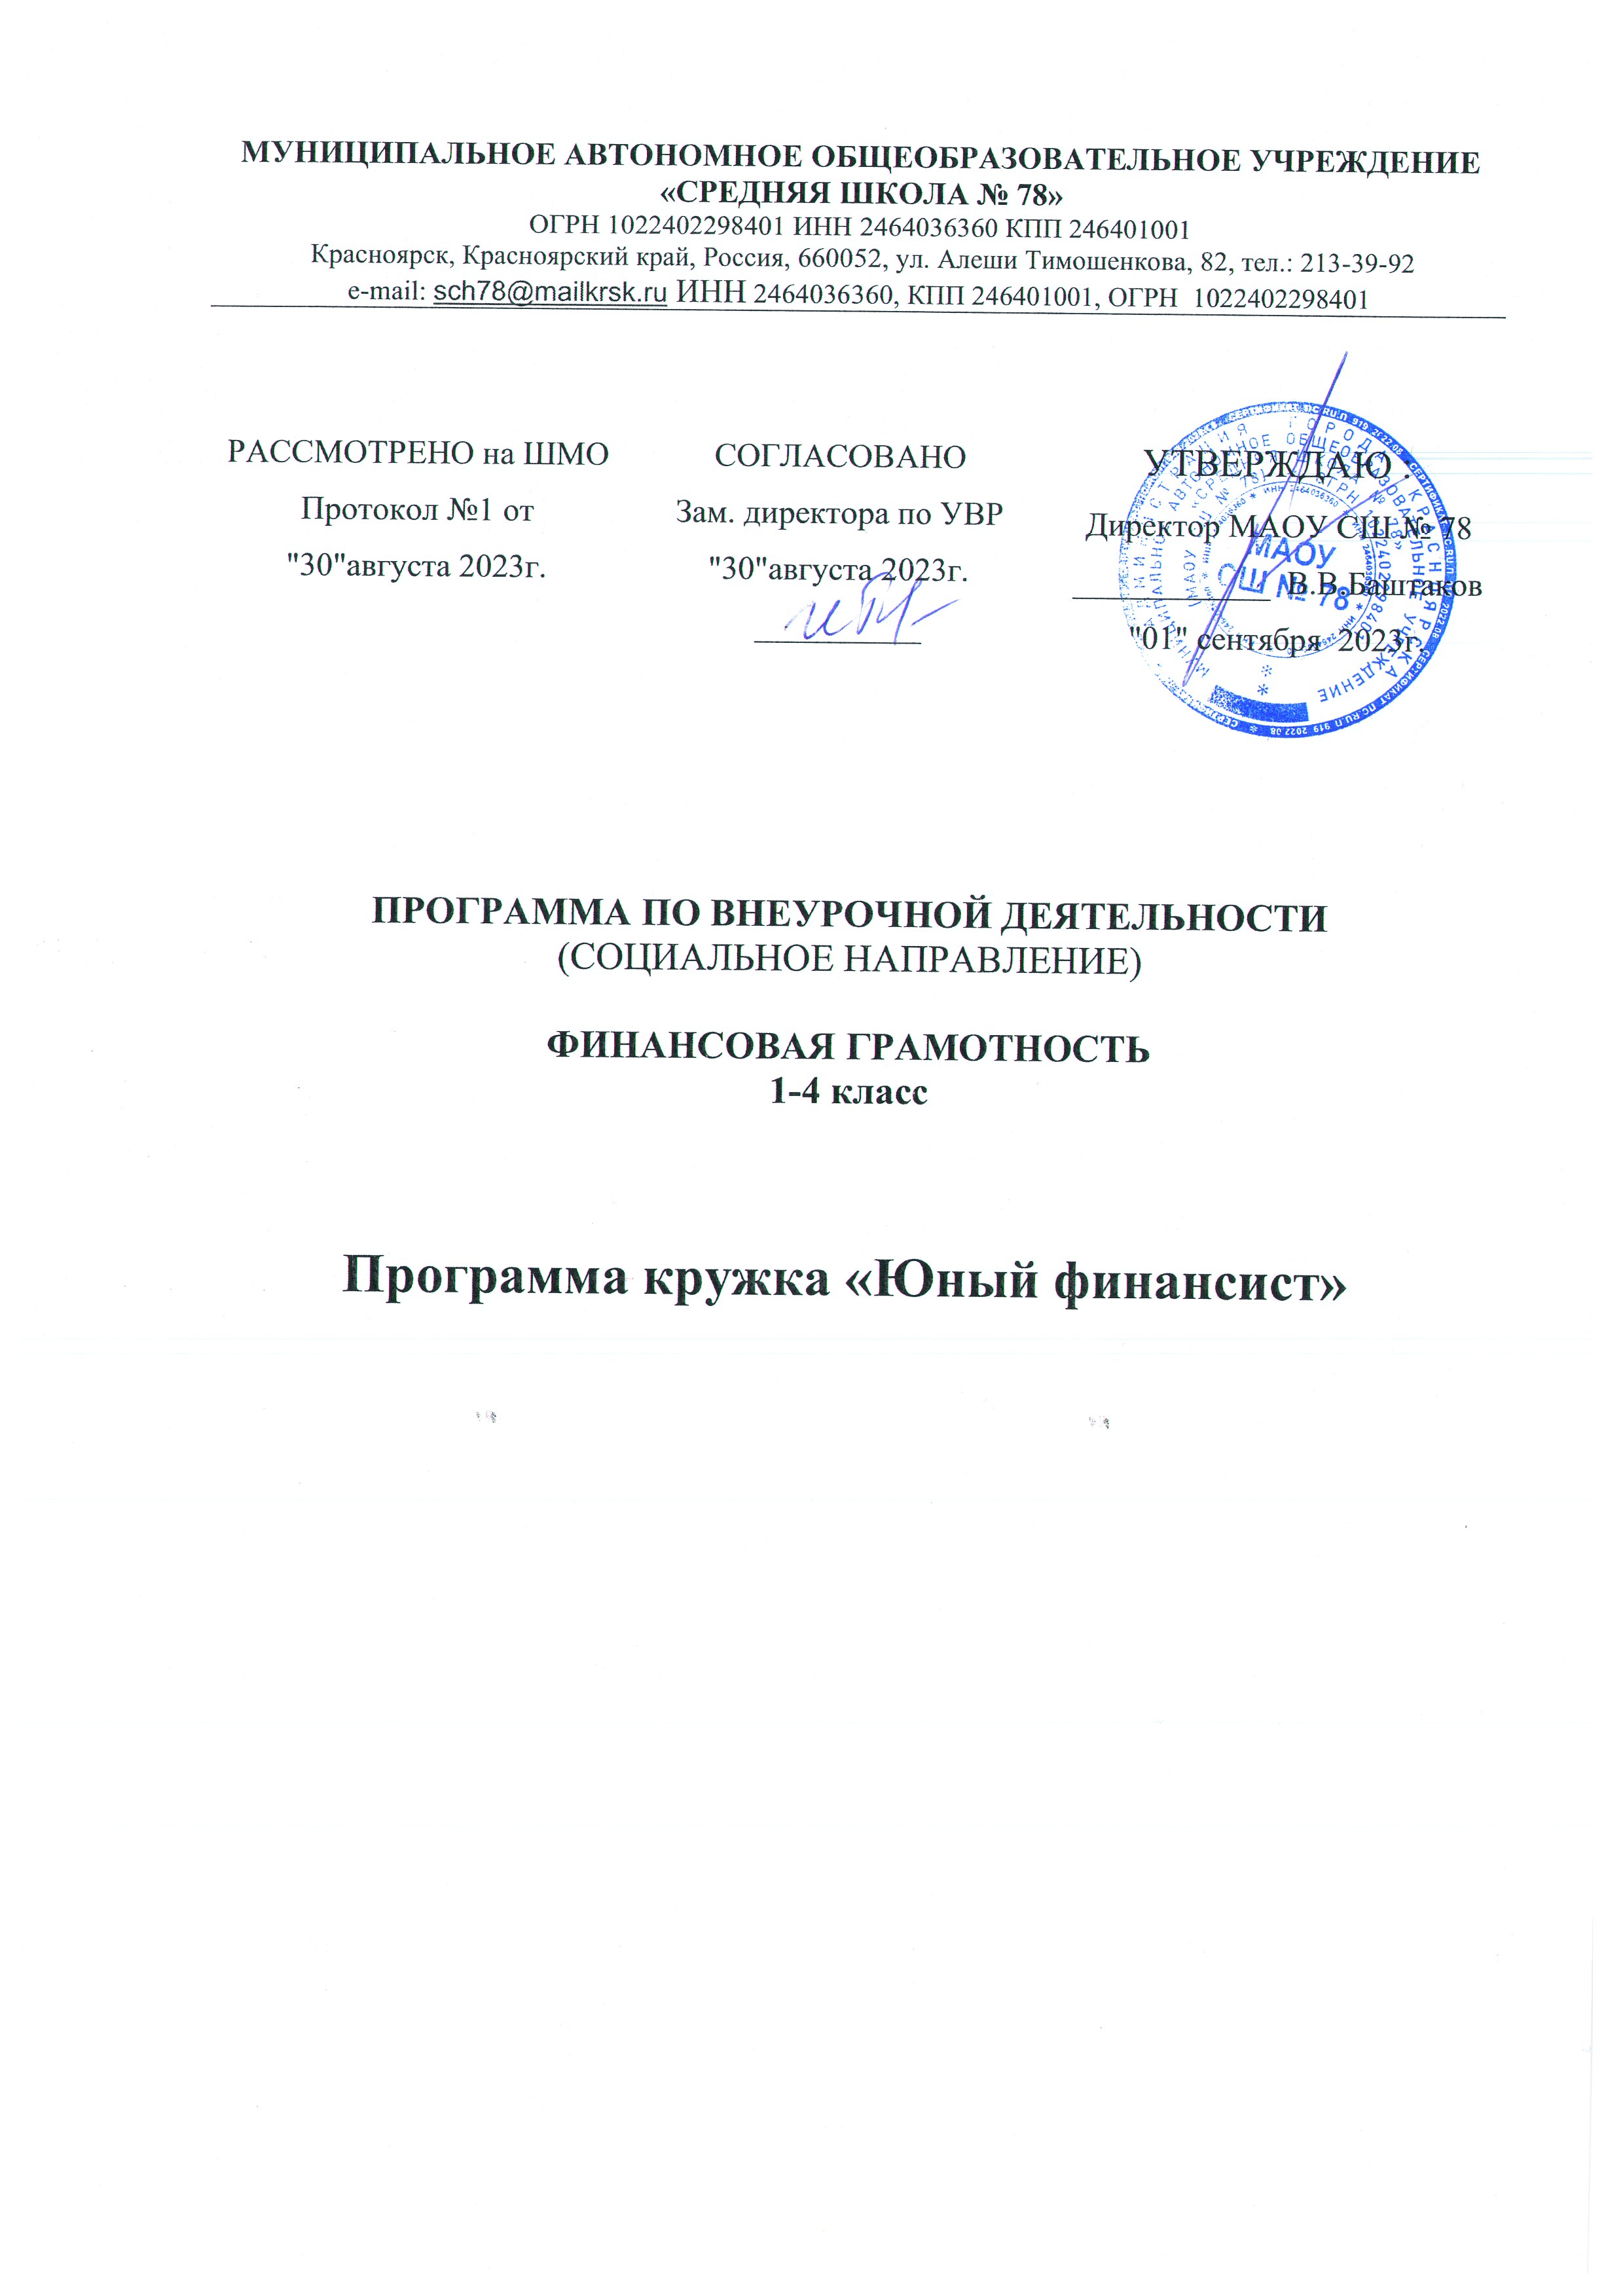 МУНИЦИПАЛЬНОЕ АВТОНОМНОЕ ОБЩЕОБРАЗОВАТЕЛЬНОЕ УЧРЕЖДЕНИЕ
«СРЕДНЯЯ ШКОЛА № 78»
ОГРН 1022402298401 ИНН 2464036360 КПП 246401001
Красноярск, Красноярский край, Россия, 660052, ул. Алеши Тимошенкова, 82, тел.: 213-39-92
e-mail: sch78@mailkrsk.ru ИНН 2464036360, КПП 246401001, ОГРН 1022402298401
РАССМОТРЕНО на ШМО
Протокол №1 от
"30"августа 2023г.
СОГЛАСОВАНО
Зам. директора по УВР
"30"августа 2023г.
УТВЕРЖДАЮ :
Директор МАОУ СШ № 78
В.В.Баштаков
"01" сентября 2023г.
МАОУ
СШ № 78
ПРОГРАММА ПО ВНЕУРОЧНОЙ ДЕЯТЕЛЬНОСТИ
(СОЦИАЛЬНОЕ НАПРАВЛЕНИЕ)
ФИНАНСОВАЯ ГРАМОТНОСТЬ
1-4 класс
Программа кружка «Юный финансист»